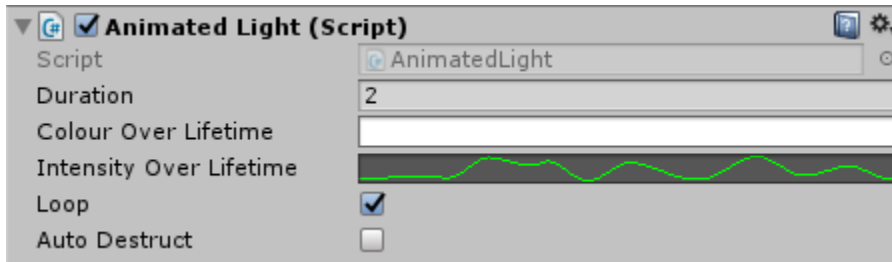 Animated Light (Script)
Script AnimatedLight
Duration 2
Colour Over Lifetime
Intensity Over Lifetime
Loop
Auto Destruct